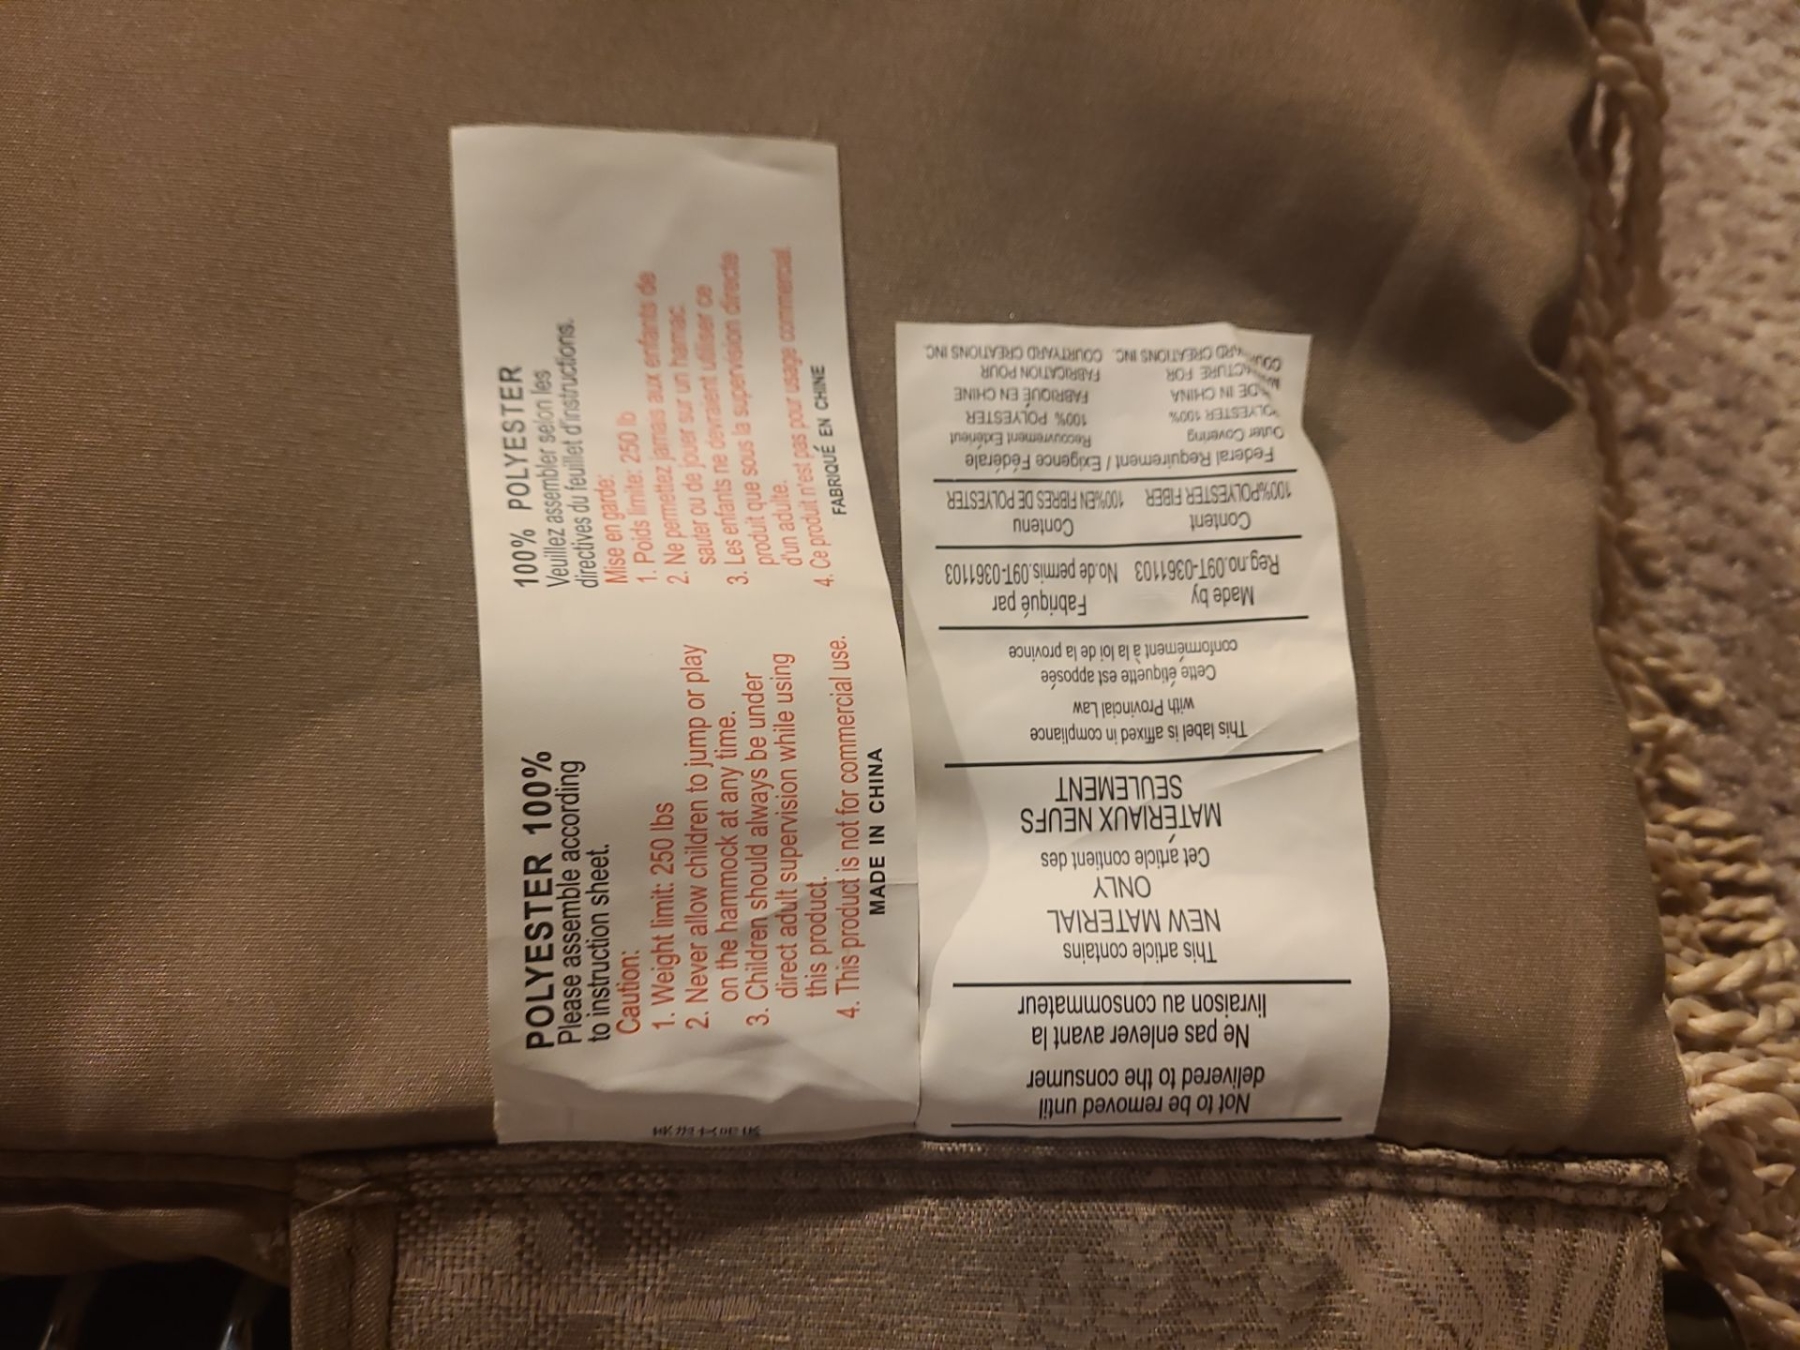 POLYESTER 100%
Please assemble according
to instruction sheet.
Caution:
1. Weight limit: 250 lbs
2. Never allow children to jump or play
on the hammock at any time.
3. Children should always be under
direct adult supervision while using
this product.
4. This product is not for commercial use.
MADE IN CHINA
100% POLYESTER
Veuillez assembler selon les
directives du feuillet d'instructions.
Mise en garde:
1. Poids limite: 250 lb
2. Ne permettez jamais aux enfants de
sauter ou de jouer sur un hamac.
3. Les enfants ne devraient utiliser ce
produit que sous la supervision directe
d'un adulte.
4. Ce produit n'est pas pour usage commercial.
FABRIQUÉ EN CHINE
Not to be removed until
delivered to the consumer
Ne pas enlever avant la
livraison au consommateur
This article contains
NEW MATERIAL
ONLY
Cet article contient des
MATÉRIAUX NEUFS
SEULEMENT
This label is affixed in compliance
with Provincial Law
Cette étiquette est apposée
conformément à la loi de la province
Made by Fabriqué par
Reg.no.09T-0361103 No.de permis.09T-0361103
Content Contenu
100%POLYESTER FIBER 100%EN FIBRES DE POLYESTER
Federal Requirement / Exigence Fédérale
Outer Covering Recouvrement Extérieur
POLYESTER 100% 100% POLYESTER
MADE IN CHINA FABRIQUÉ EN CHINE
FOR FABRICATION POUR
CREATIONS INC. COURTYARD CREATIONS INC.